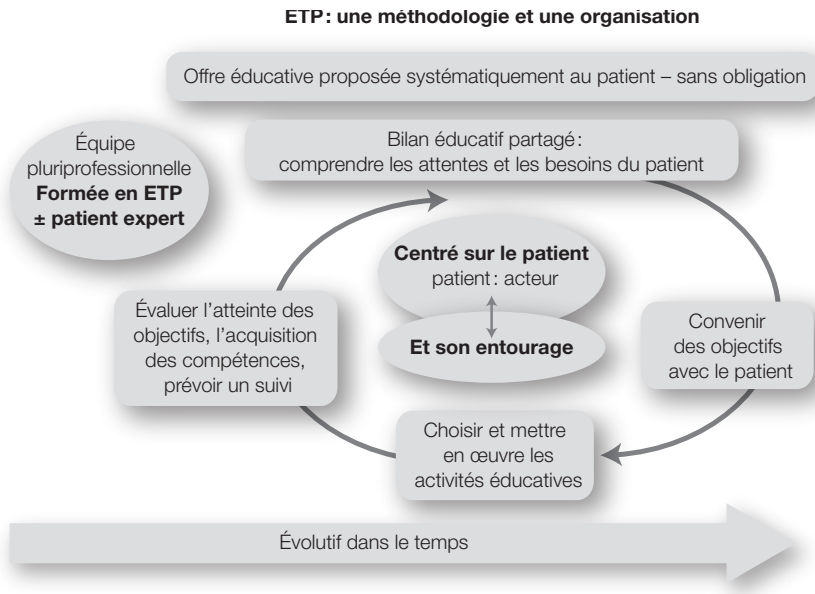 ETP : une méthodologie et une organisation
Offre éducative proposée systématiquement au patient – sans obligation
Équipe
pluriprofessionnelle
Formée en ETP
± patient expert
Bilan éducatif partagé :
comprendre les attentes et les besoins du patient
Centré sur le patient
patient : acteur
Et son entourage
Évaluer l’atteinte des
objectifs, l’acquisition
des compétences,
prévoir un suivi
Convenir
des objectifs
avec le patient
Choisir et mettre
en œuvre les
activités éducatives
Évolutif dans le temps